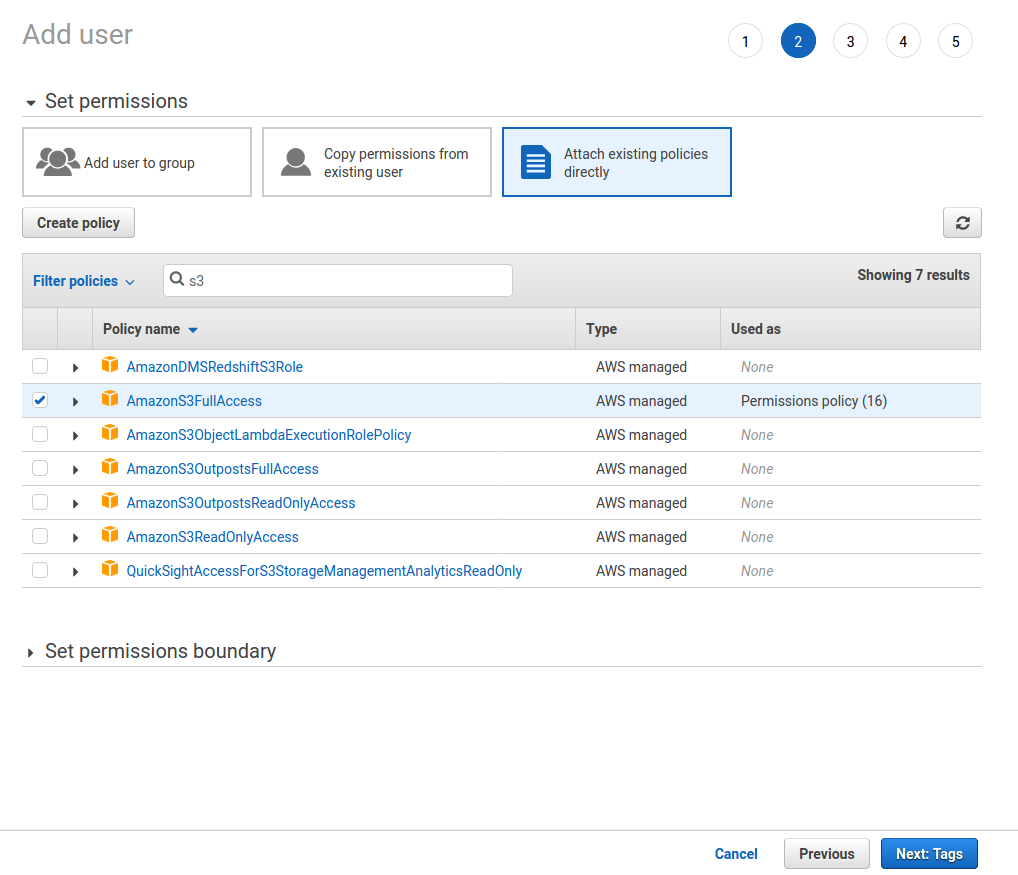 Add user
1 2 3 4 5
Set permissions
Add user to group
Copy permissions from
existing user
Attach existing policies
directly
Create policy
Filter policies
s3
Showing 7 results
Policy name Type Used as
AmazonDMSRedshiftS3Role AWS managed None
AmazonS3FullAccess AWS managed Permissions policy (16)
AmazonS3ObjectLambdaExecutionRolePolicy AWS managed None
AmazonS3OutpostsFullAccess AWS managed None
AmazonS3OutpostsReadOnlyAccess AWS managed None
AmazonS3ReadOnlyAccess AWS managed None
QuickSightAccessForS3StorageManagementAnalyticsReadOnly AWS managed None
Set permissions boundary
Cancel Previous Next: Tags